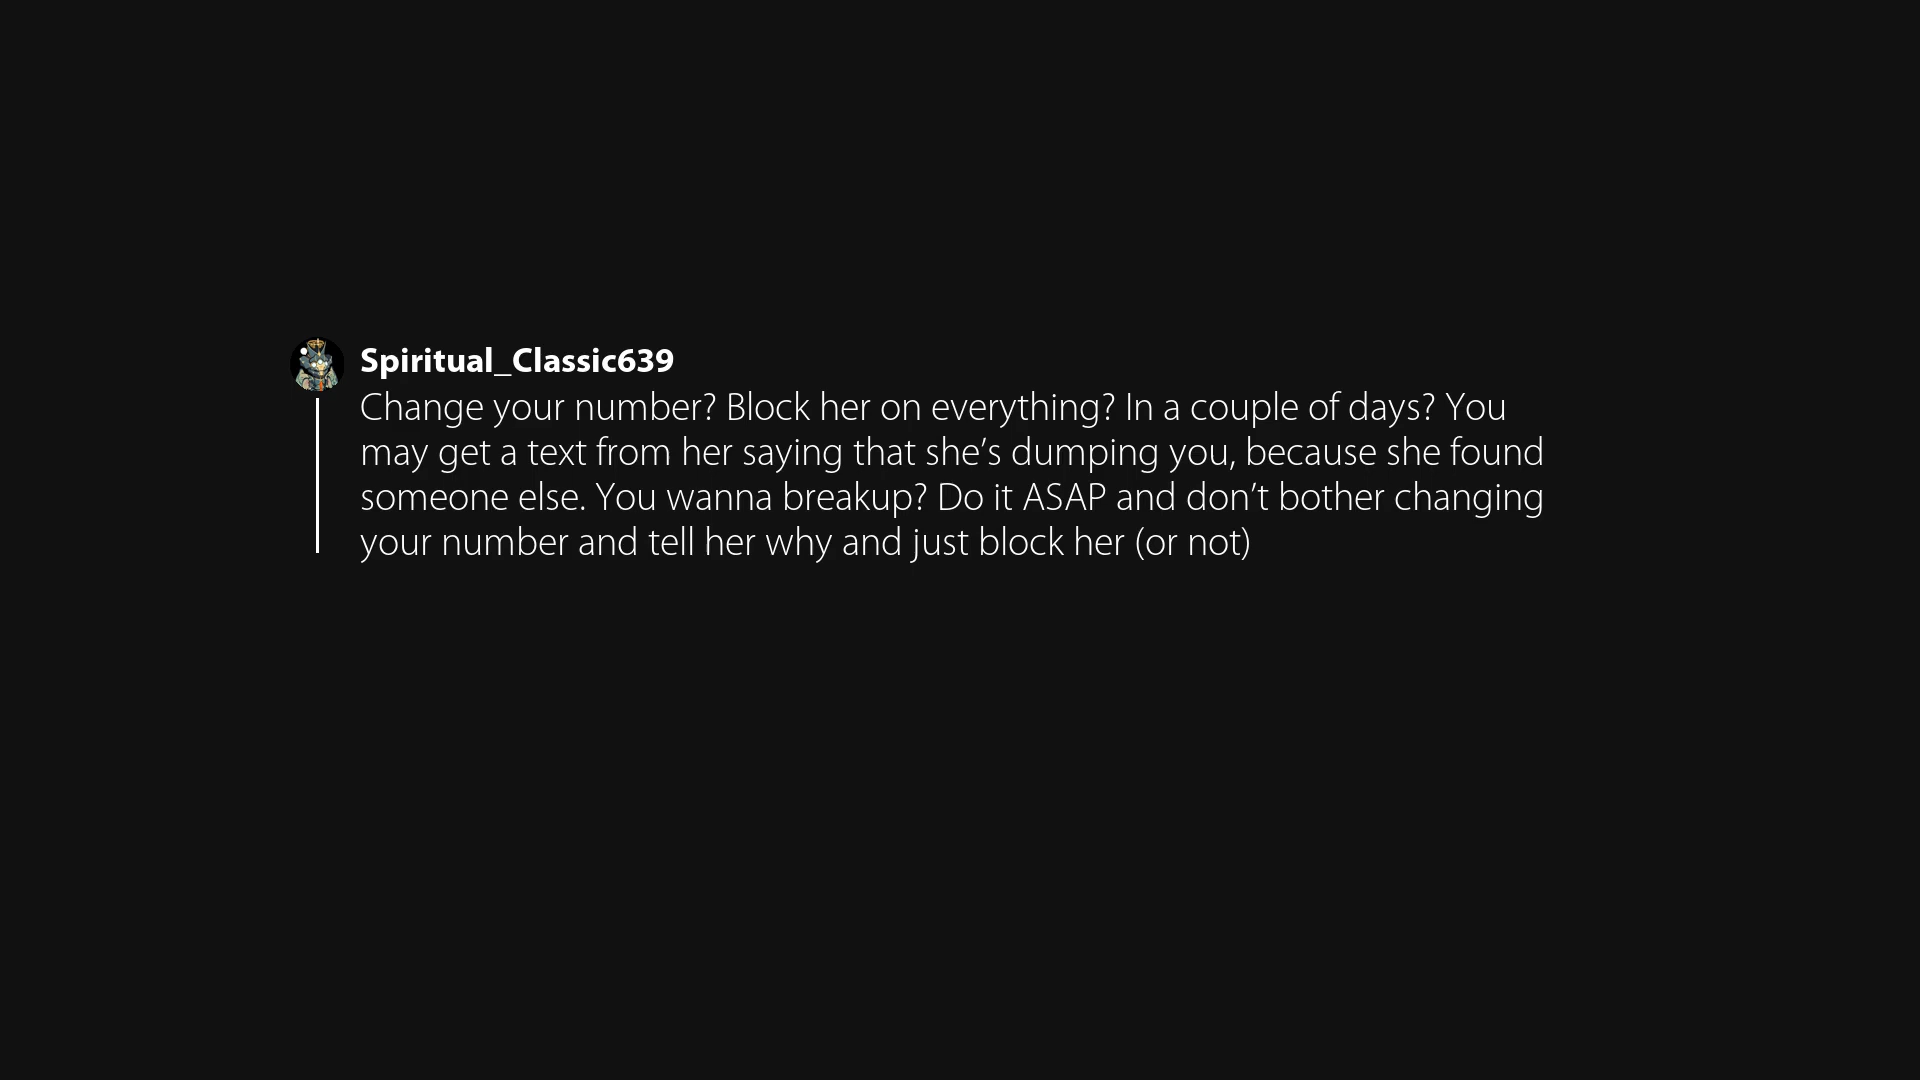 Spiritual_Classic639
Change your number? Block her on everything? In a couple of days? You
may get a text from her saying that she’s dumping you, because she found
someone else. You wanna breakup? Do it ASAP and don’t bother changing
your number and tell her why and just block her (or not)